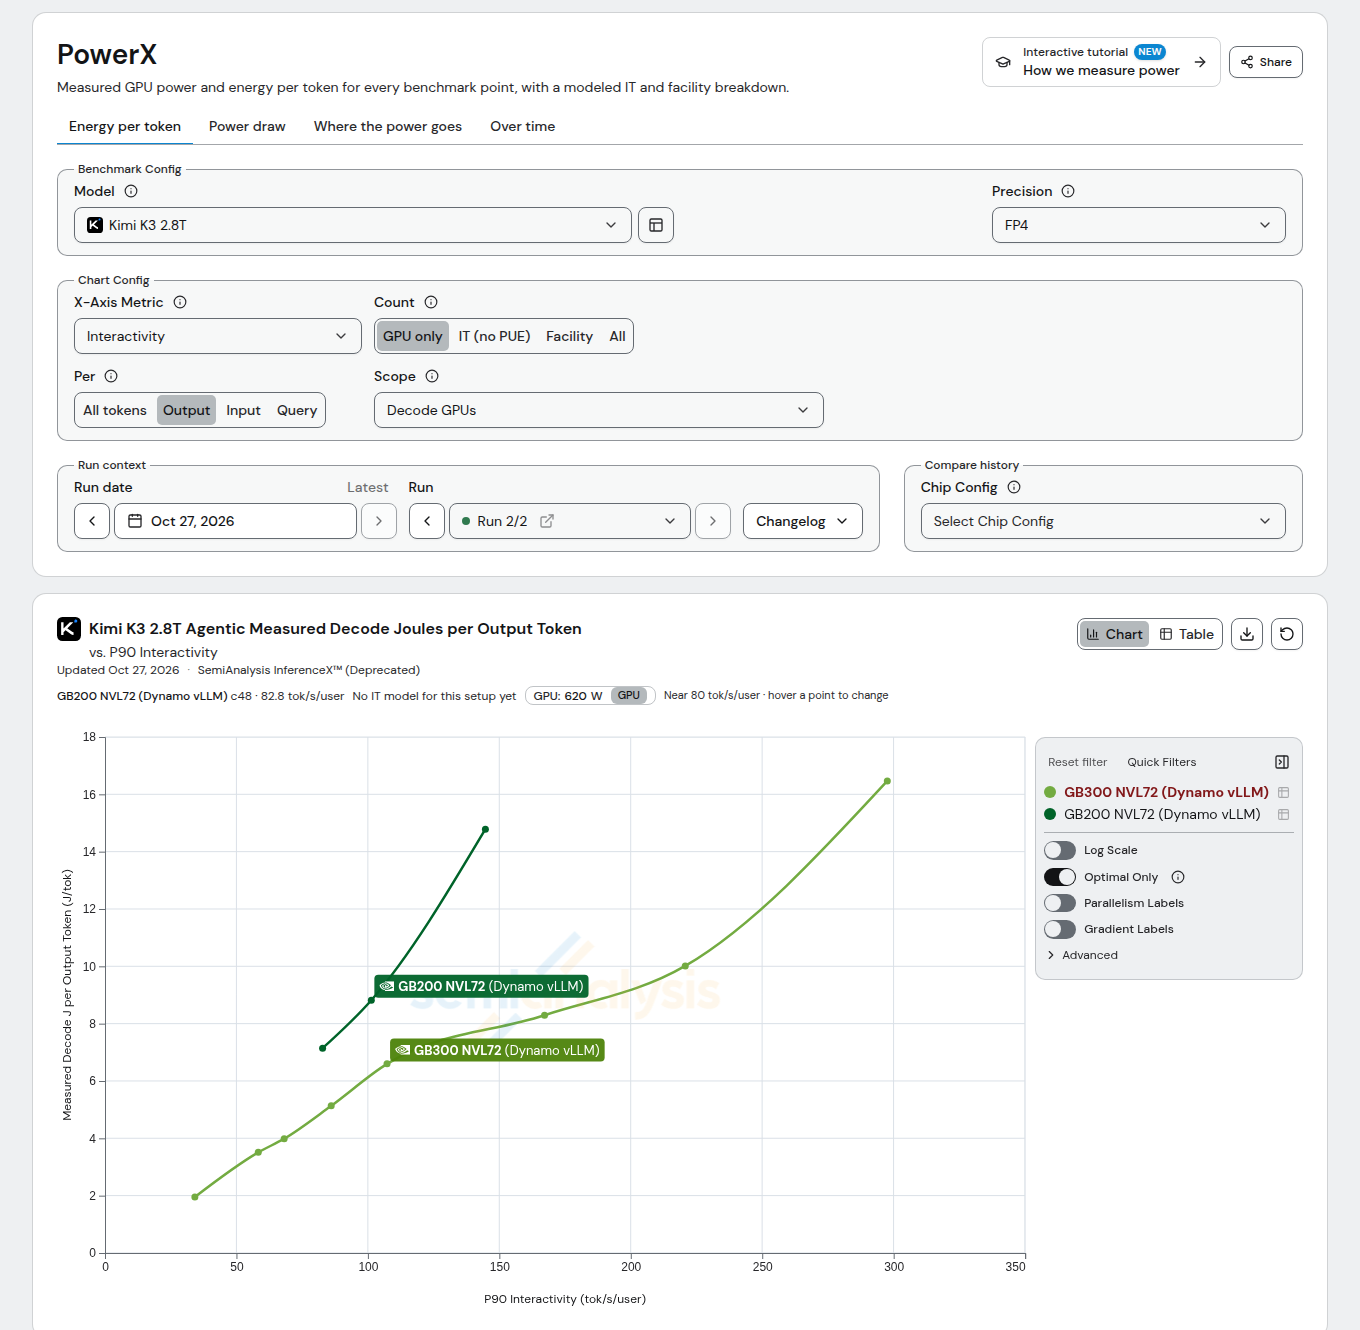 PowerX
Measured GPU power and energy per token for every benchmark point, with a modeled IT and facility breakdown.
Interactive tutorial NEW
How we measure power
Share
Energy per token Power draw Where the power goes Over time
Benchmark Config
Model Precision
Kimi K3 2.8T FP4
Chart Config
X-Axis Metric Count
Interactivity GPU only IT (no PUE) Facility All
Per Scope
All tokens Output Input Query Decode GPUs
Run context Compare history
Run date Latest Run Chip Config
Oct 27, 2026 Run 2/2 Changelog Select Chip Config
Kimi K3 2.8T Agentic Measured Decode Joules per Output Token
vs. P90 Interactivity
Updated Oct 27, 2026 · SemiAnalysis InferenceX™ (Deprecated)
Chart Table
GB200 NVL72 (Dynamo vLLM) c48 · 82.8 tok/s/user No IT model for this setup yet GPU: 620 W GPU Near 80 tok/s/user · hover a point to change
Measured Decode J per Output Token (J/tok)
18
16
14
12
10
8
6
4
2
0
semianalysis
GB200 NVL72 (Dynamo vLLM)
GB300 NVL72 (Dynamo vLLM)
0 50 100 150 200 250 300 350
P90 Interactivity (tok/s/user)
Reset filter Quick Filters
GB300 NVL72 (Dynamo vLLM)
GB200 NVL72 (Dynamo vLLM)
Log Scale
Optimal Only
Parallelism Labels
Gradient Labels
Advanced